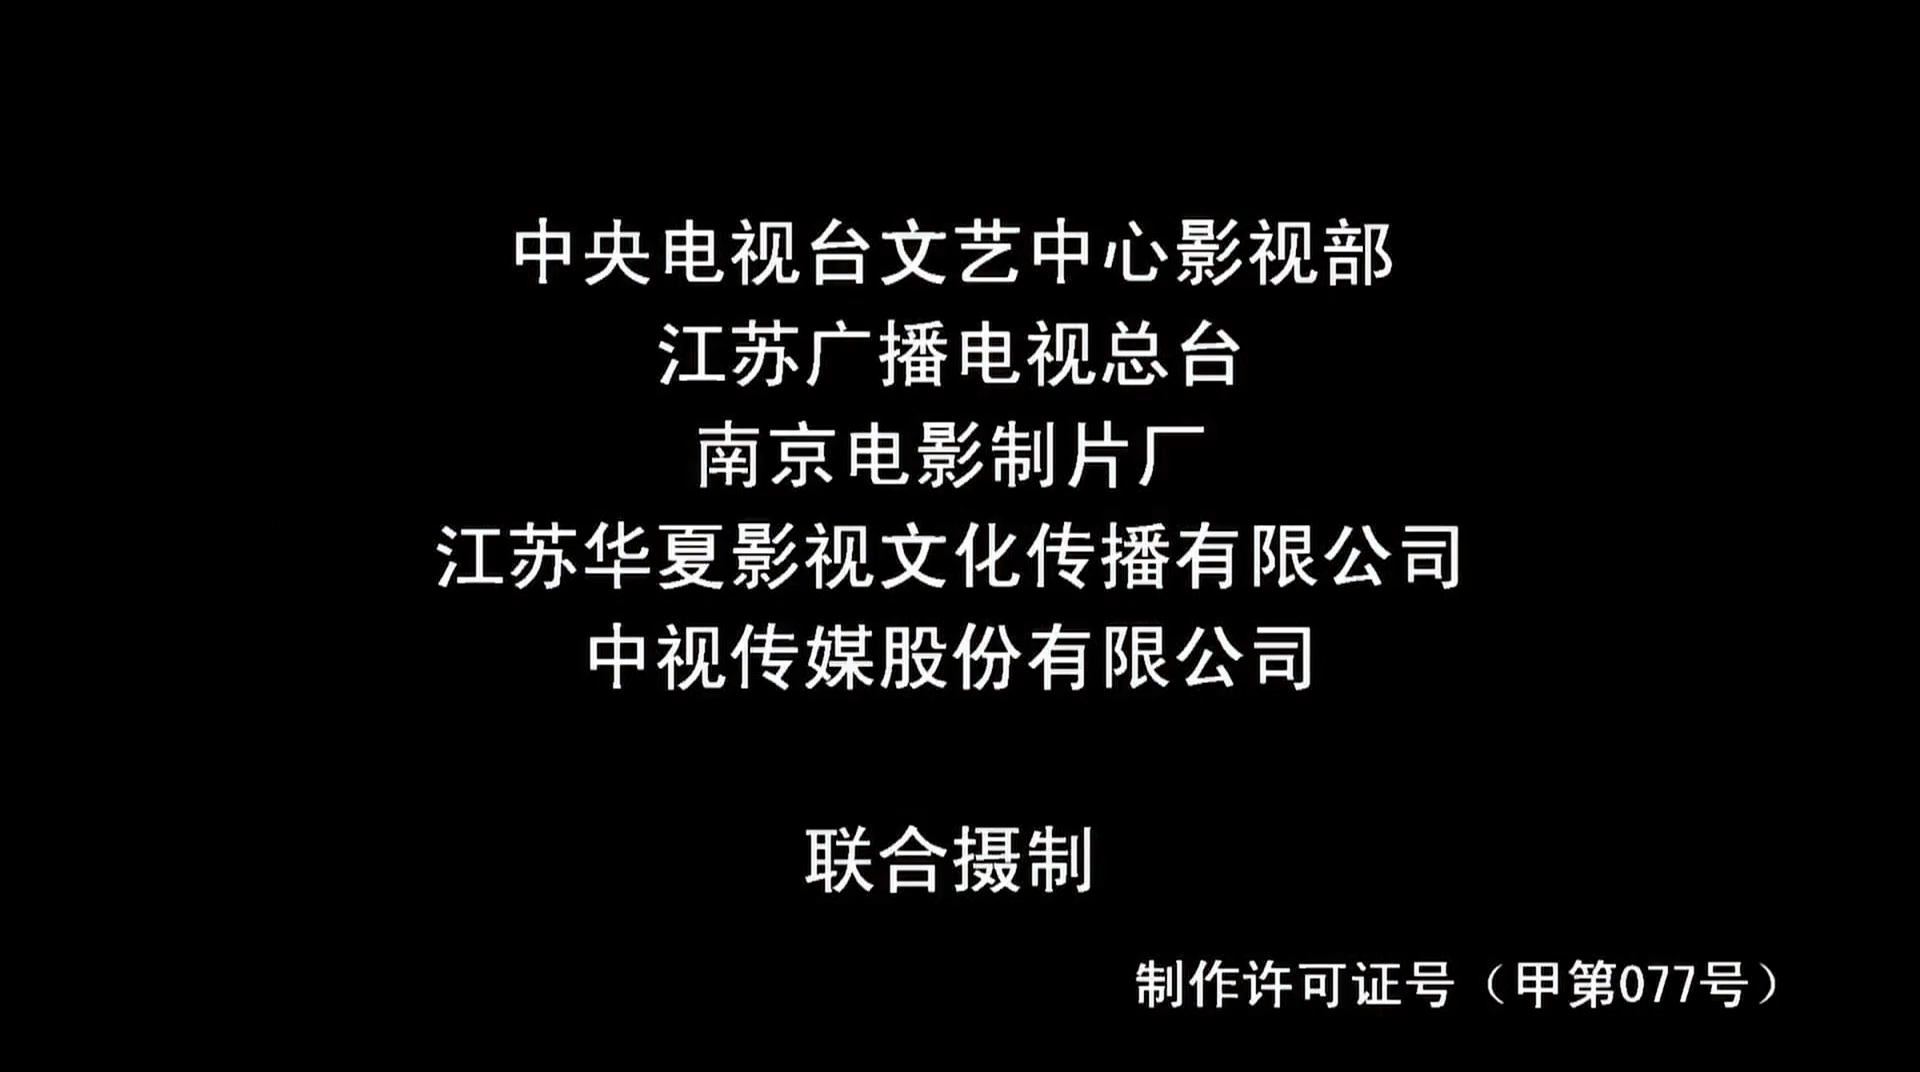 中央电视台文艺中心影视部
江苏广播电视总台
南京电影制片厂
江苏华夏影视文化传播有限公司
中视传媒股份有限公司
联合摄制
制作许可证号（甲第077号）